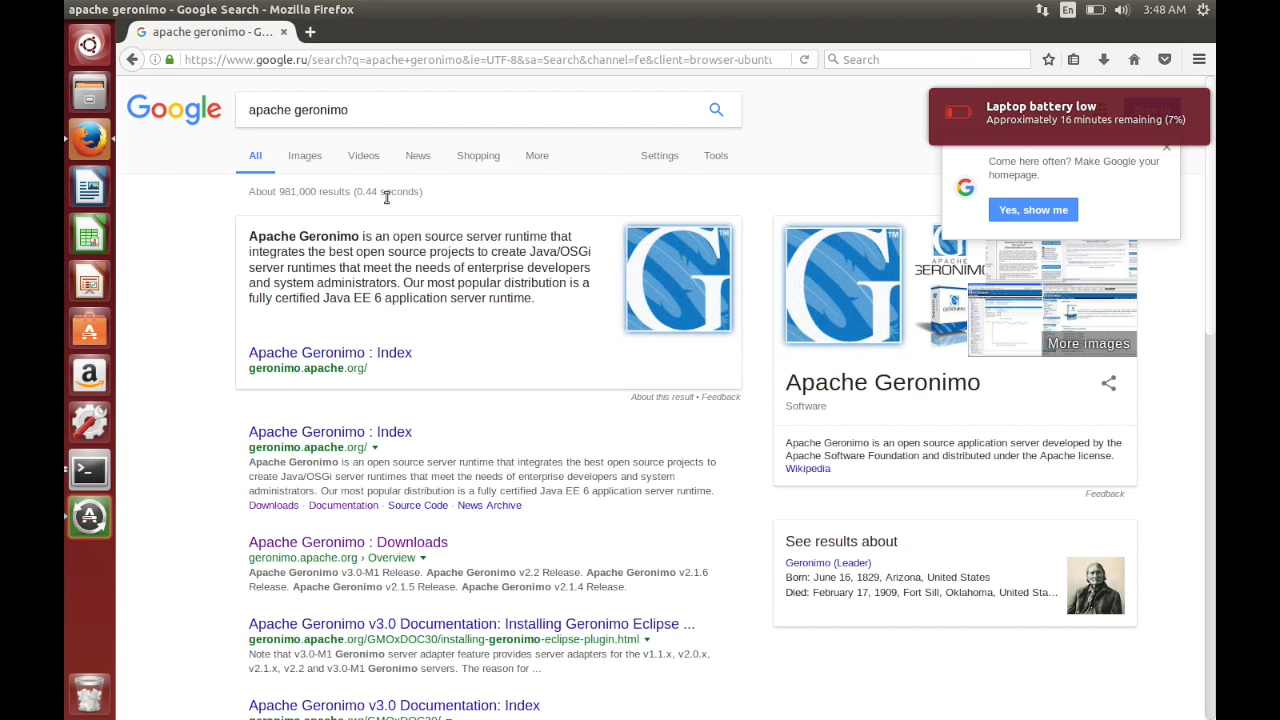 apache geronimo - Google Search - Mozilla Firefox
En
3:48 AM
apache geronimo - G...
https://www.google.ru/search?q=apache+geronimo&ie=UTF-8&sa=Search&channel=fe&client=browser-ubuntu
Search
Google
apache geronimo
Laptop battery low
Approximately 16 minutes remaining (7%)
All
Images
Videos
News
Shopping
More
Settings
Tools
Come here often? Make Google your
homepage.
Yes, show me
About 981,000 results (0.44 seconds)
Apache Geronimo is an open source server runtime that
integrates the best open source projects to create Java/OSGi
server runtimes that meet the needs of enterprise developers
and system administrators. Our most popular distribution is a
fully certified Java EE 6 application server runtime.
G TM
Apache Geronimo : Index
geronimo.apache.org/
About this result • Feedback
Apache Geronimo : Index
geronimo.apache.org/
Apache Geronimo is an open source server runtime that integrates the best open source projects to
create Java/OSGi server runtimes that meet the needs of enterprise developers and system
administrators. Our most popular distribution is a fully certified Java EE 6 application server runtime.
Downloads · Documentation · Source Code · News Archive
Apache Geronimo : Downloads
geronimo.apache.org › Overview
Apache Geronimo v3.0-M1 Release. Apache Geronimo v2.2 Release. Apache Geronimo v2.1.6
Release. Apache Geronimo v2.1.5 Release. Apache Geronimo v2.1.4 Release.
Apache Geronimo v3.0 Documentation: Installing Geronimo Eclipse ...
geronimo.apache.org/GMOxDOC30/installing-geronimo-eclipse-plugin.html
Note that v3.0-M1 Geronimo server adapter feature provides server adapters for the v1.1.x, v2.0.x,
v2.1.x, v2.2 and v3.0-M1 Geronimo servers. The reason for ...
Apache Geronimo v3.0 Documentation: Index
geronimo.apache.org/GMOxDOC30/
G TM
APACHE
GERONIMO
More images
Apache Geronimo
Software
Apache Geronimo is an open source application server developed by the
Apache Software Foundation and distributed under the Apache license.
Wikipedia
Feedback
See results about
Geronimo (Leader)
Born: June 16, 1829, Arizona, United States
Died: February 17, 1909, Fort Sill, Oklahoma, United Sta...